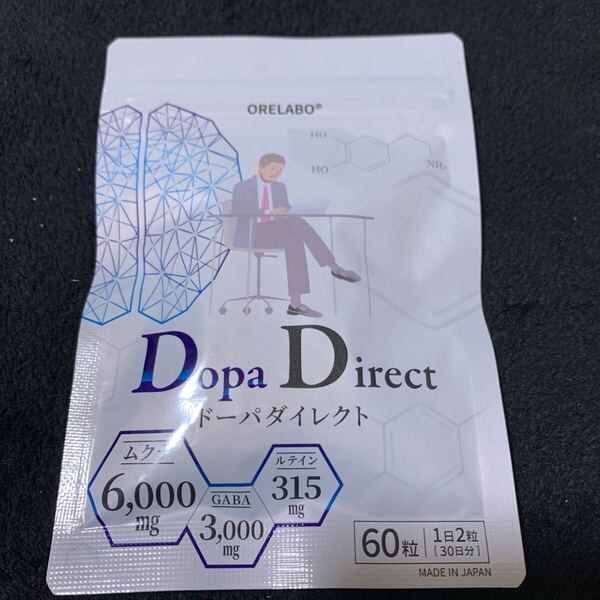 ORELABO®
HO
HO
NH₂
Dopa Direct
ドーパダイレクト
ムクナ
6,000
mg
GABA
3,000
mg
ルテイン
315
mg
60粒
1日2粒
[30日分]
MADE IN JAPAN